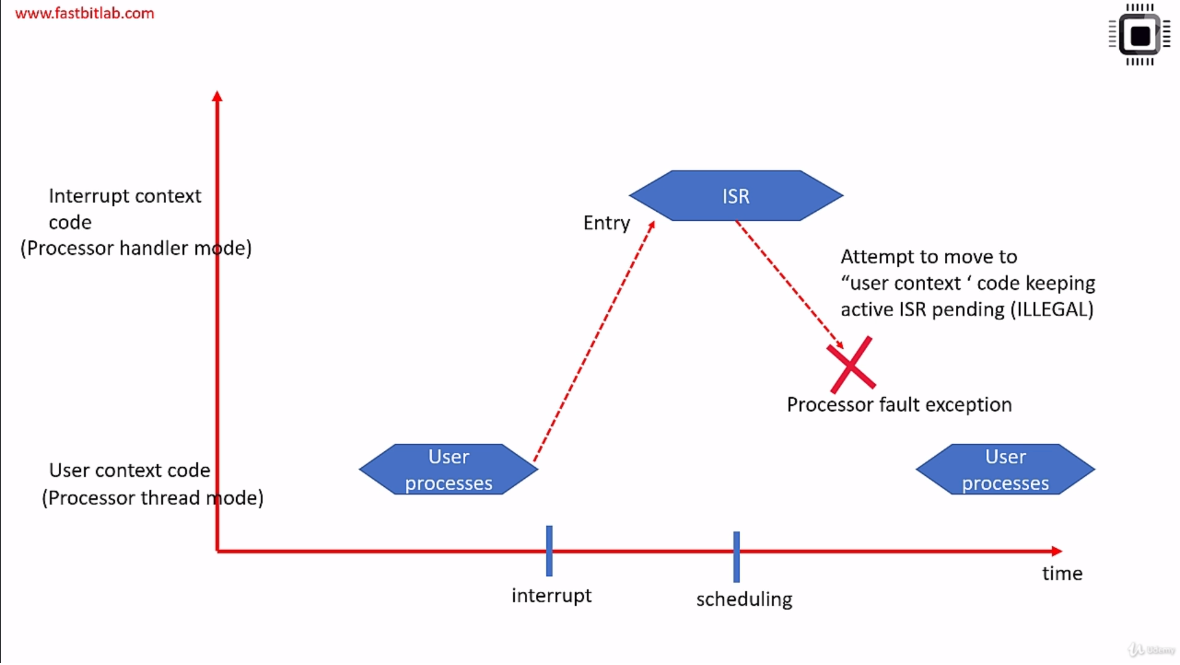 www.fastbitlab.com
Interrupt context
code
(Processor handler mode)
ISR
Entry
Attempt to move to
“user context ‘ code keeping
active ISR pending (ILLEGAL)
Processor fault exception
User context code
(Processor thread mode)
User
processes
User
processes
interrupt
scheduling
time
Udemy